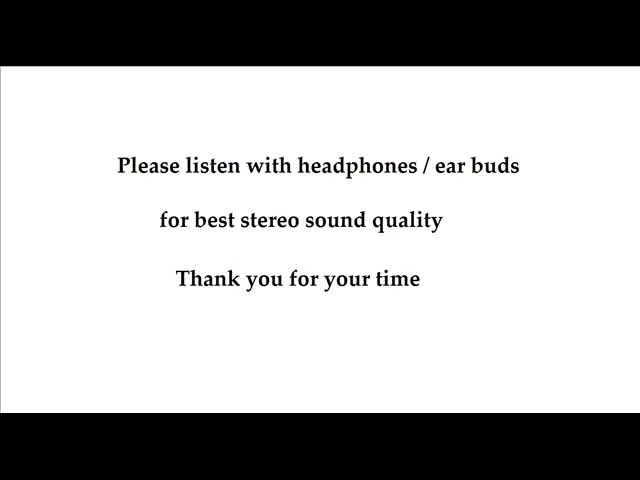 Please listen with headphones / ear buds
for best stereo sound quality
Thank you for your time